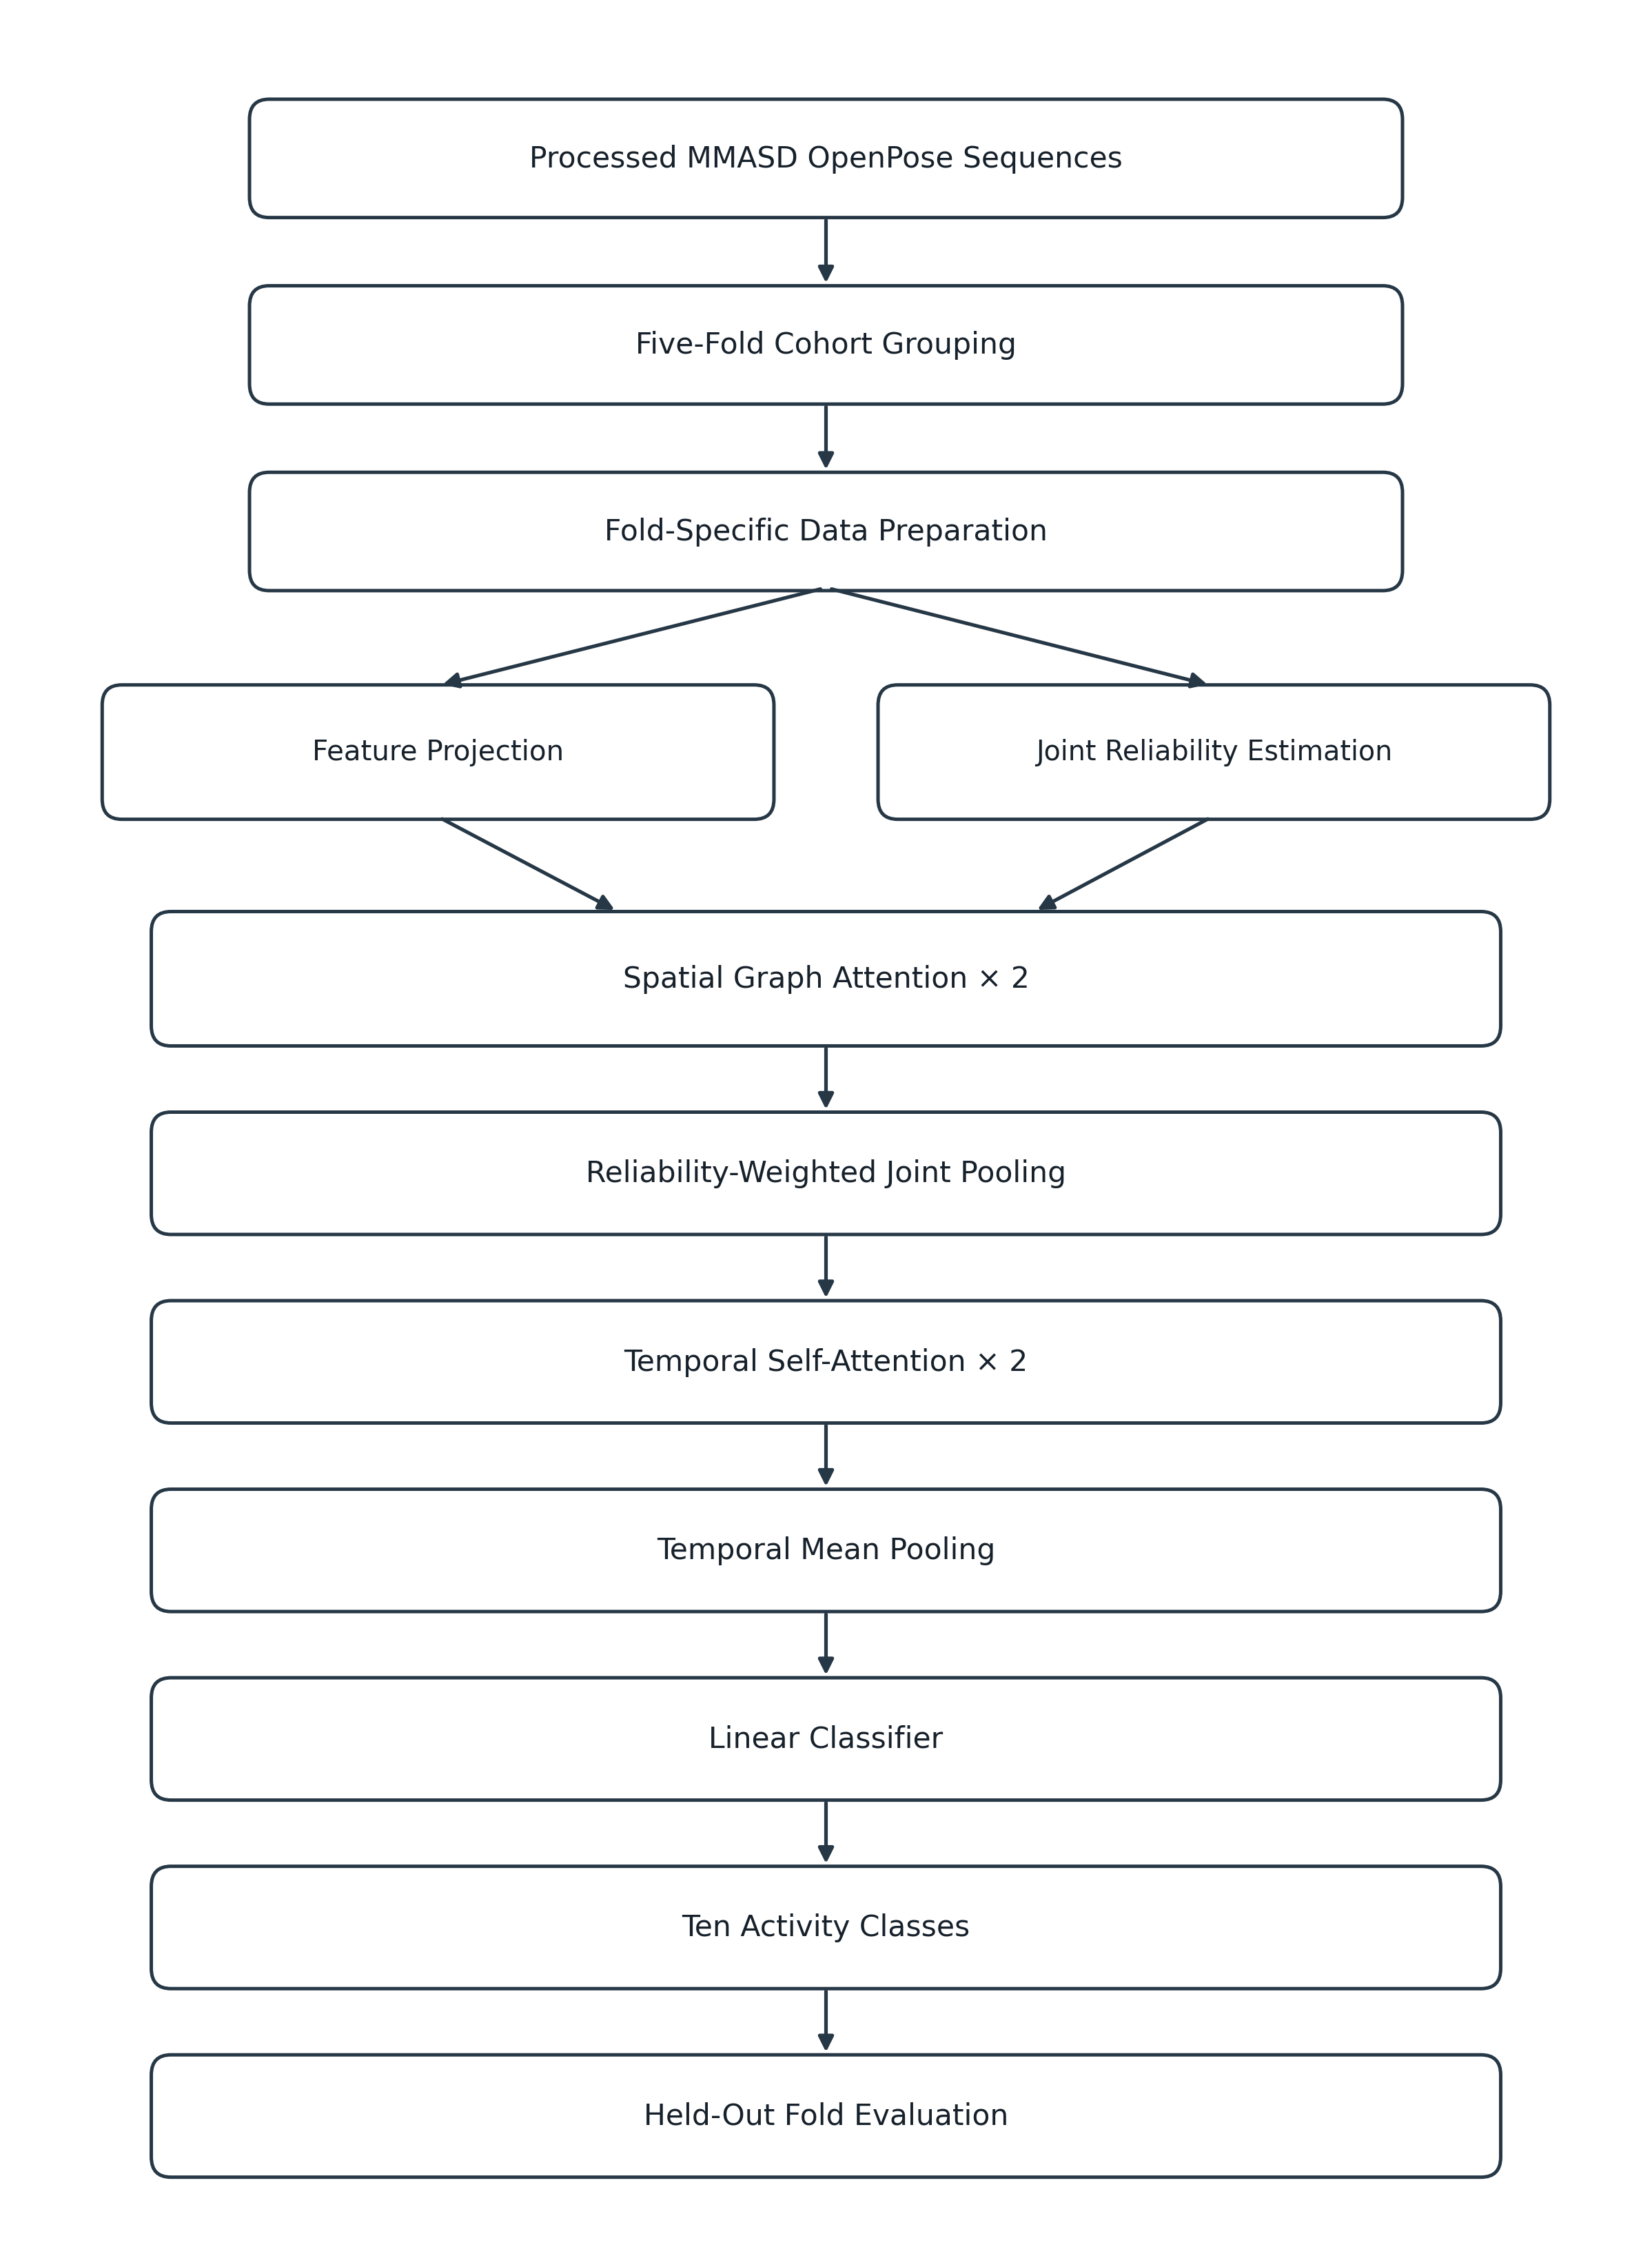 Processed MMASD OpenPose Sequences
Five-Fold Cohort Grouping
Fold-Specific Data Preparation
Feature Projection
Joint Reliability Estimation
Spatial Graph Attention × 2
Reliability-Weighted Joint Pooling
Temporal Self-Attention × 2
Temporal Mean Pooling
Linear Classifier
Ten Activity Classes
Held-Out Fold Evaluation